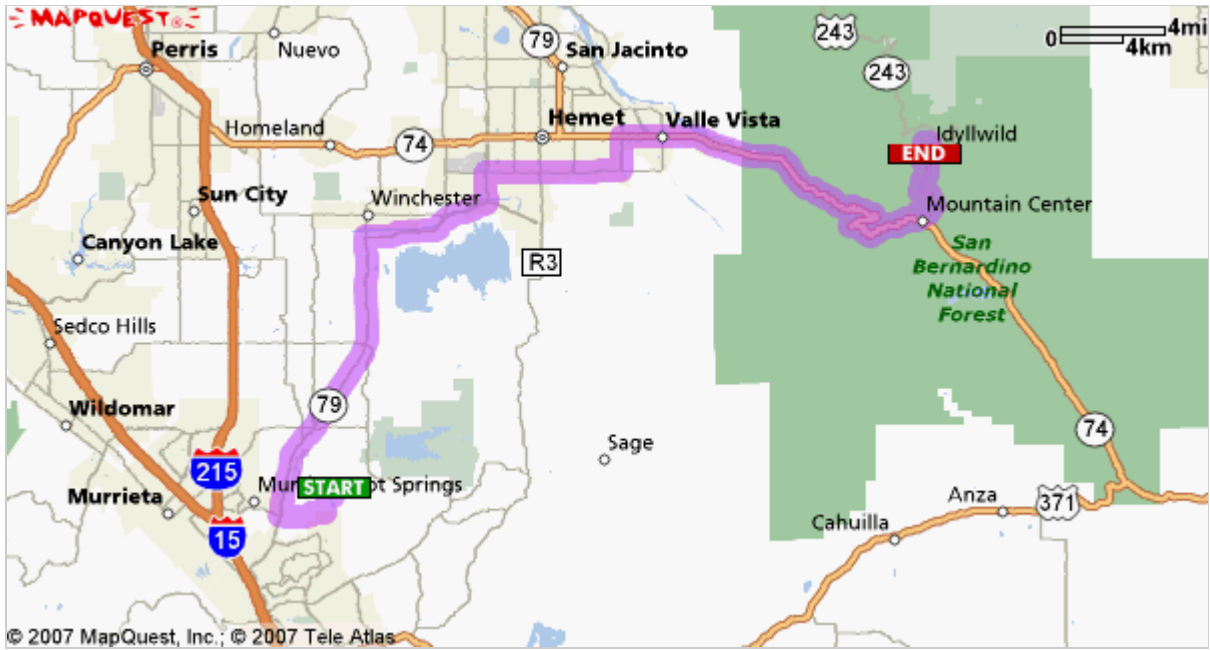 MAPQUEST
Perris
Nuevo
79
San Jacinto
243
0
4mi
4km
243
Homeland
74
Hemet
Valle Vista
Idyllwild
END
Sun City
Winchester
Mountain Center
Canyon Lake
R3
San
Bernardino
National
Forest
Sedco Hills
Wildomar
79
74
Sage
215
START
ot Springs
Murrieta
Anza
371
15
Cahuilla
© 2007 MapQuest, Inc.; © 2007 Tele Atlas